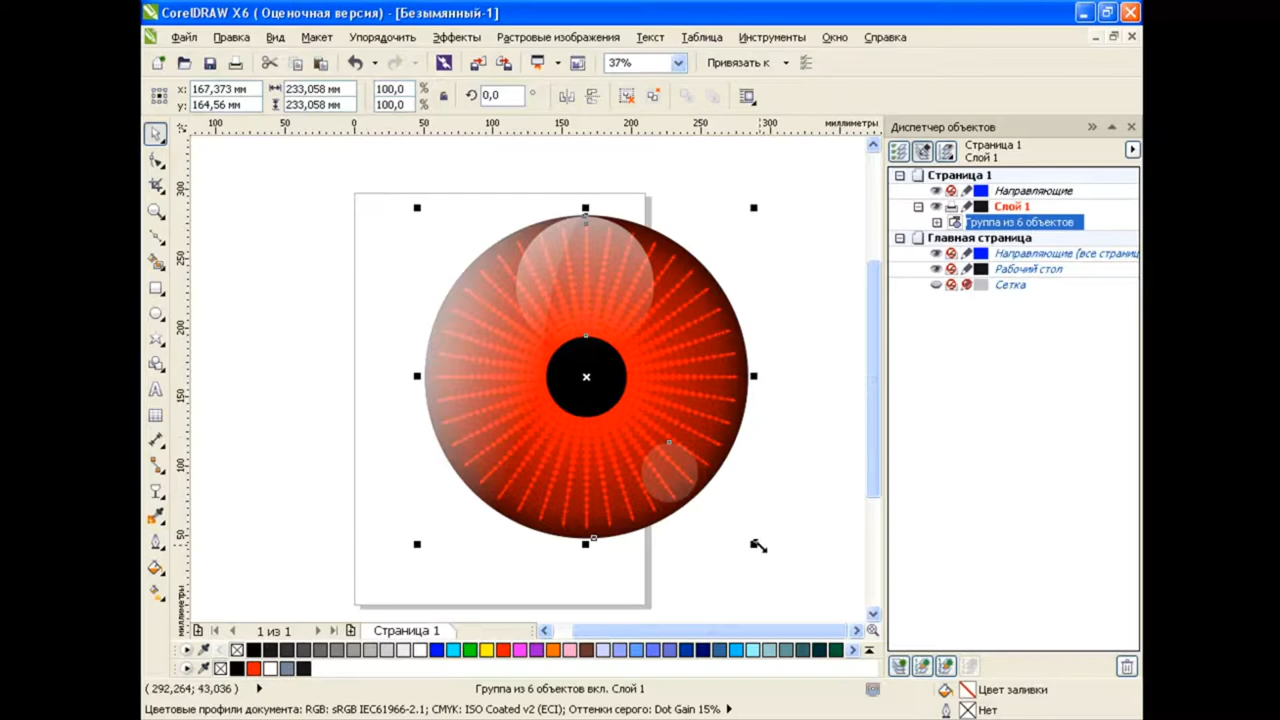 CorelDRAW X6 ( Оценочная версия) - [Безымянный-1]
Файл Правка Вид Макет Упорядочить Эффекты Растровые изображения Текст Таблица Инструменты Окно Справка
37% Привязать к
x: 167,373 мм 233,058 мм 100,0 % 0,0 °
y: 164,56 мм 233,058 мм 100,0 %
100 50 0 50 100 150 200 250 300 миллиметры
300
250
200
150
100
50
миллиметры
Диспетчер объектов
Страница 1
Слой 1
Страница 1
Направляющие
Слой 1
Группа из 6 объектов
Главная страница
Направляющие (все страниц
Рабочий стол
Сетка
1 из 1 Страница 1
( 292,264; 43,036 ) Группа из 6 объектов вкл. Слой 1 Цвет заливки
Цветовые профили документа: RGB: sRGB IEC61966-2.1; CMYK: ISO Coated v2 (ECI); Оттенки серого: Dot Gain 15% Нет